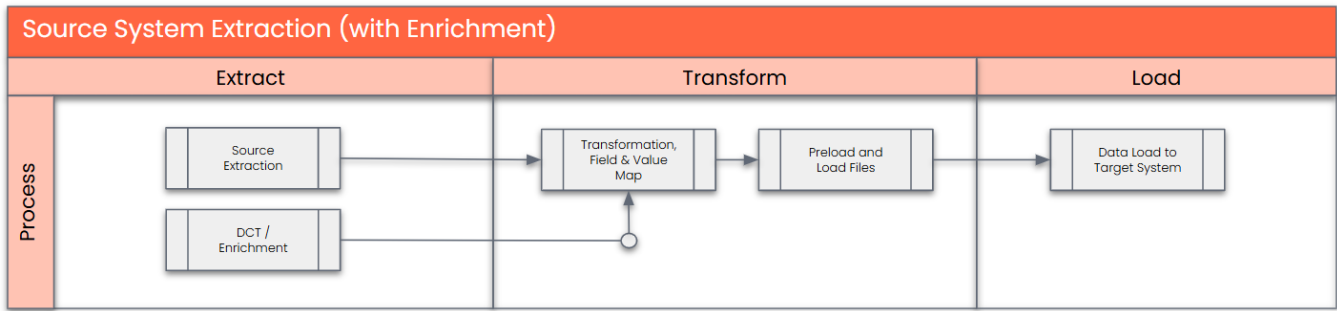 Source System Extraction (with Enrichment)
Extract
Transform
Load
Process
Source
Extraction
Transformation,
Field & Value
Map
Preload and
Load Files
Data Load to
Target System
DCT /
Enrichment